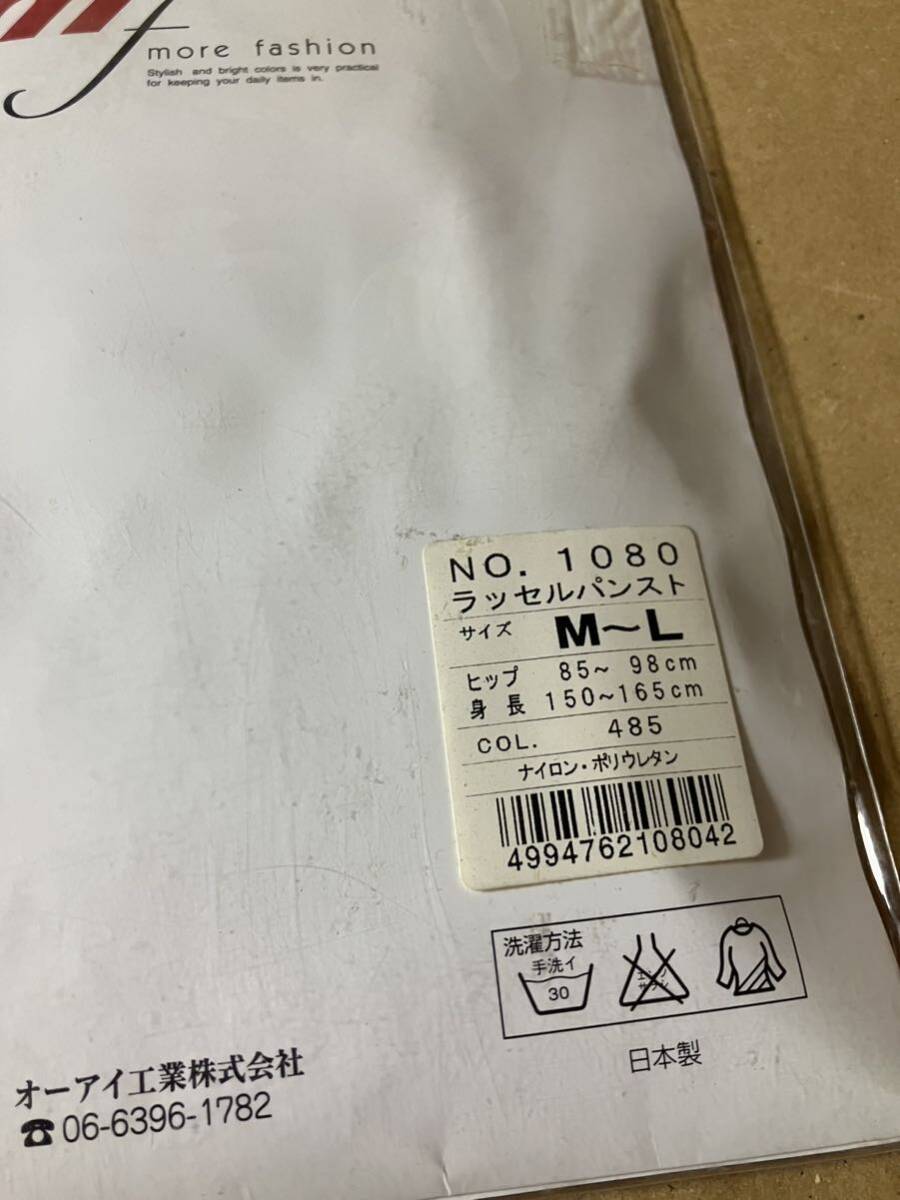 more fashion
Stylish and bright colors is very practical
for keeping your daily items in.
NO. 1080
ラッセルパンスト
サイズ M～L
ヒップ 85～ 98cm
身長 150～165cm
COL. 485
ナイロン・ポリウレタン
4994762108042
洗濯方法
手洗イ
30
日本製
オーアイ工業株式会社
☎06-6396-1782